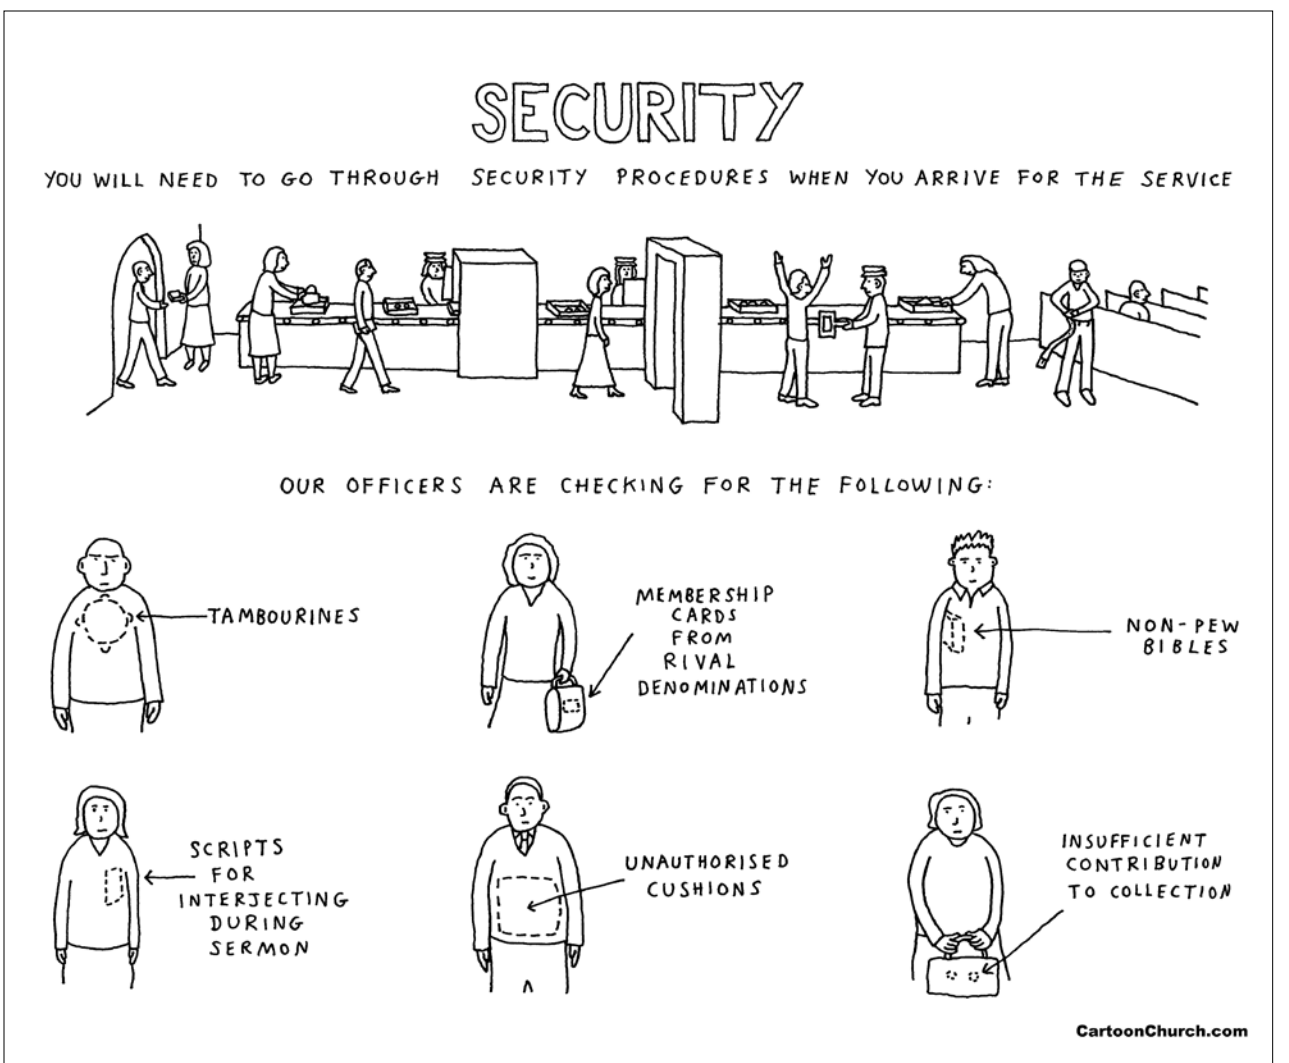 SECURITY
YOU WILL NEED TO GO THROUGH SECURITY PROCEDURES WHEN YOU ARRIVE FOR THE SERVICE
OUR OFFICERS ARE CHECKING FOR THE FOLLOWING:
TAMBOURINES
MEMBERSHIP
CARDS
FROM
RIVAL
DENOMINATIONS
NON-PEW
BIBLES
SCRIPTS
FOR
INTERJECTING
DURING
SERMON
UNAUTHORISED
CUSHIONS
INSUFFICIENT
CONTRIBUTION
TO COLLECTION
CartoonChurch.com